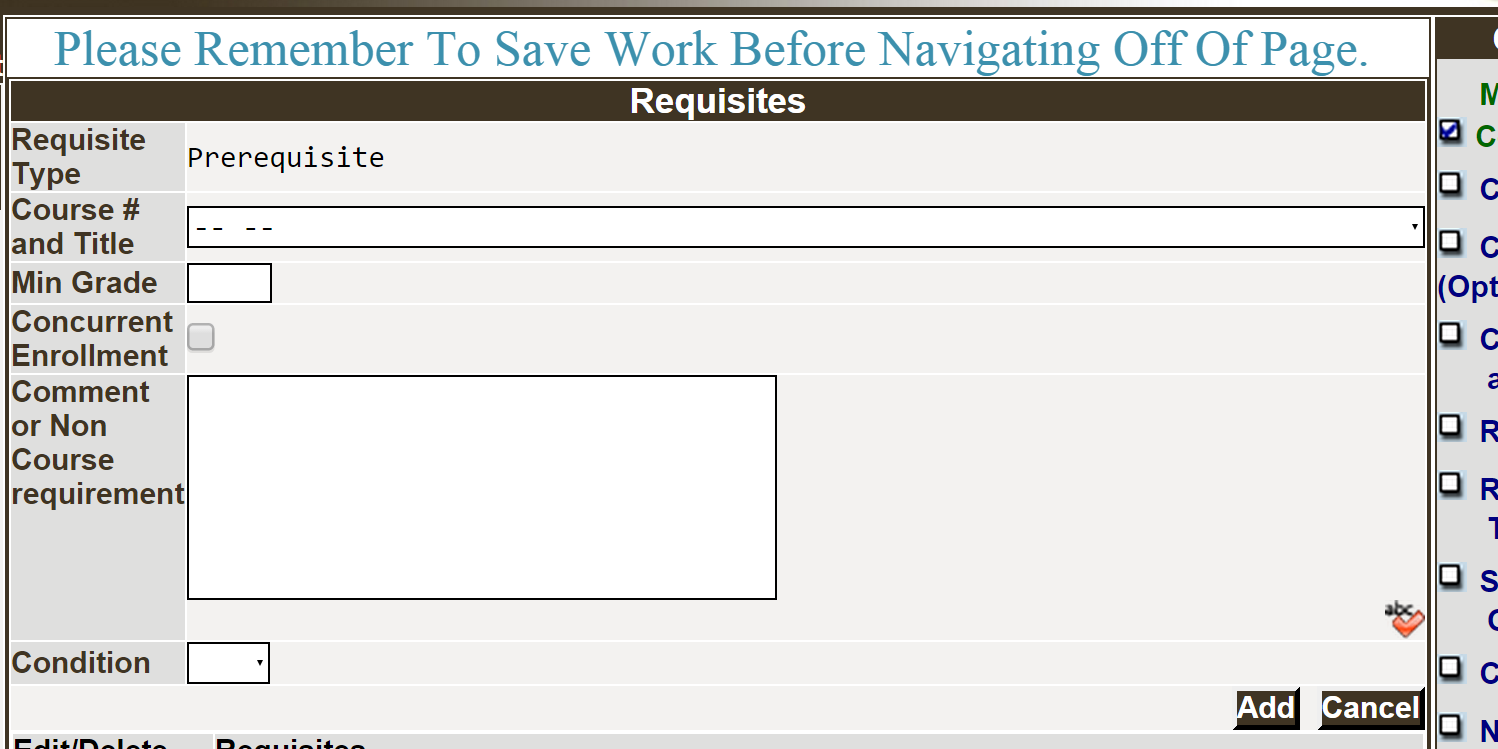 Please Remember To Save Work Before Navigating Off Of Page.
Requisites
Requisite
Type
Prerequisite
Course #
and Title
-- --
Min Grade
Concurrent
Enrollment
Comment
or Non
Course
requirement
abc
Condition
Add Cancel
Edit/Delete Requisites
(Opt